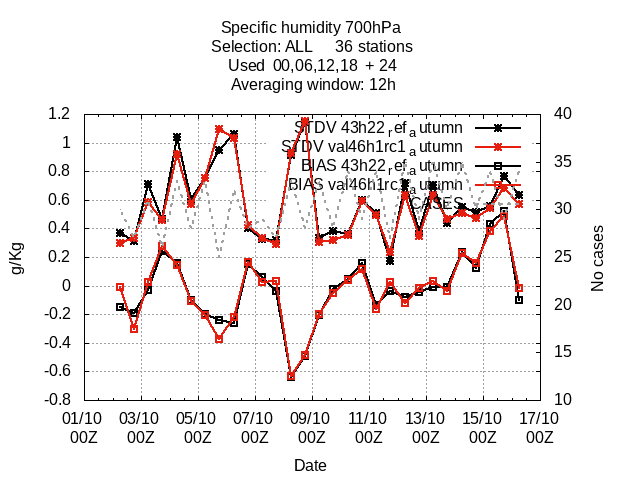 Specific humidity 700hPa
Selection: ALL 36 stations
Used 00,06,12,18 + 24
Averaging window: 12h
STDV 43h22_ref_autumn
STDV val46h1rc1_autumn
BIAS 43h22_ref_autumn
BIAS val46h1rc1_autumn
CASES
1.2
1
0.8
0.6
0.4
0.2
0
-0.2
-0.4
-0.6
-0.8
g/Kg
40
35
30
25
20
15
10
No cases
01/10 03/10 05/10 07/10 09/10 11/10 13/10 15/10 17/10
00Z 00Z 00Z 00Z 00Z 00Z 00Z 00Z 00Z
Date